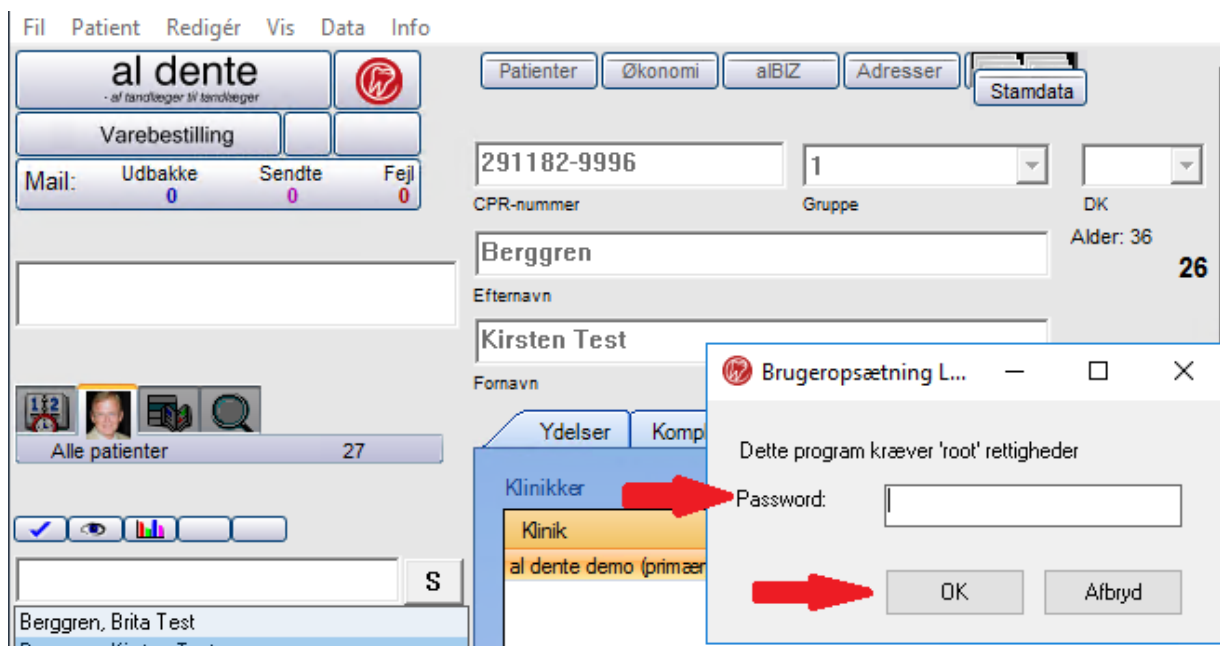 Fil Patient Redigér Vis Data Info
al dente
- af tandlæger til tandlæger
Varebestilling
Mail: Udbakke Sendte Fejl
0 0 0
Alle patienter 27
S
Berggren, Brita Test
Patienter Økonomi alBIZ Adresser
Stamdata
291182-9996 1
CPR-nummer Gruppe DK
Alder: 36
26
Berggren
Efternavn
Kirsten Test
Fornavn
Ydelser Kompl
Klinikker
Klinik
al dente demo (primær
Brugeropsætning L...
Dette program kræver 'root' rettigheder
Password:
OK Afbryd